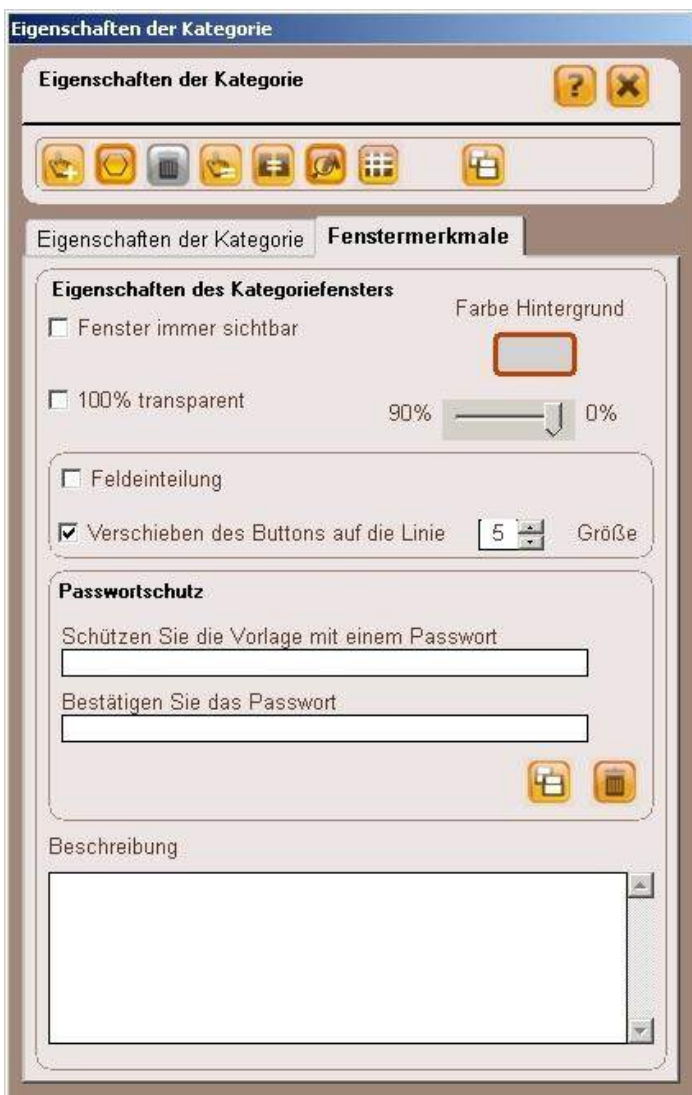 Eigenschaften der Kategorie
Eigenschaften der Kategorie
?
Eigenschaften der Kategorie Fenstermerkmale
Eigenschaften des Kategoriefensters
Farbe Hintergrund
Fenster immer sichtbar
100% transparent
90% 0%
Feldeinteilung
Verschieben des Buttons auf die Linie 5 Größe
Passwortschutz
Schützen Sie die Vorlage mit einem Passwort
Bestätigen Sie das Passwort
Beschreibung